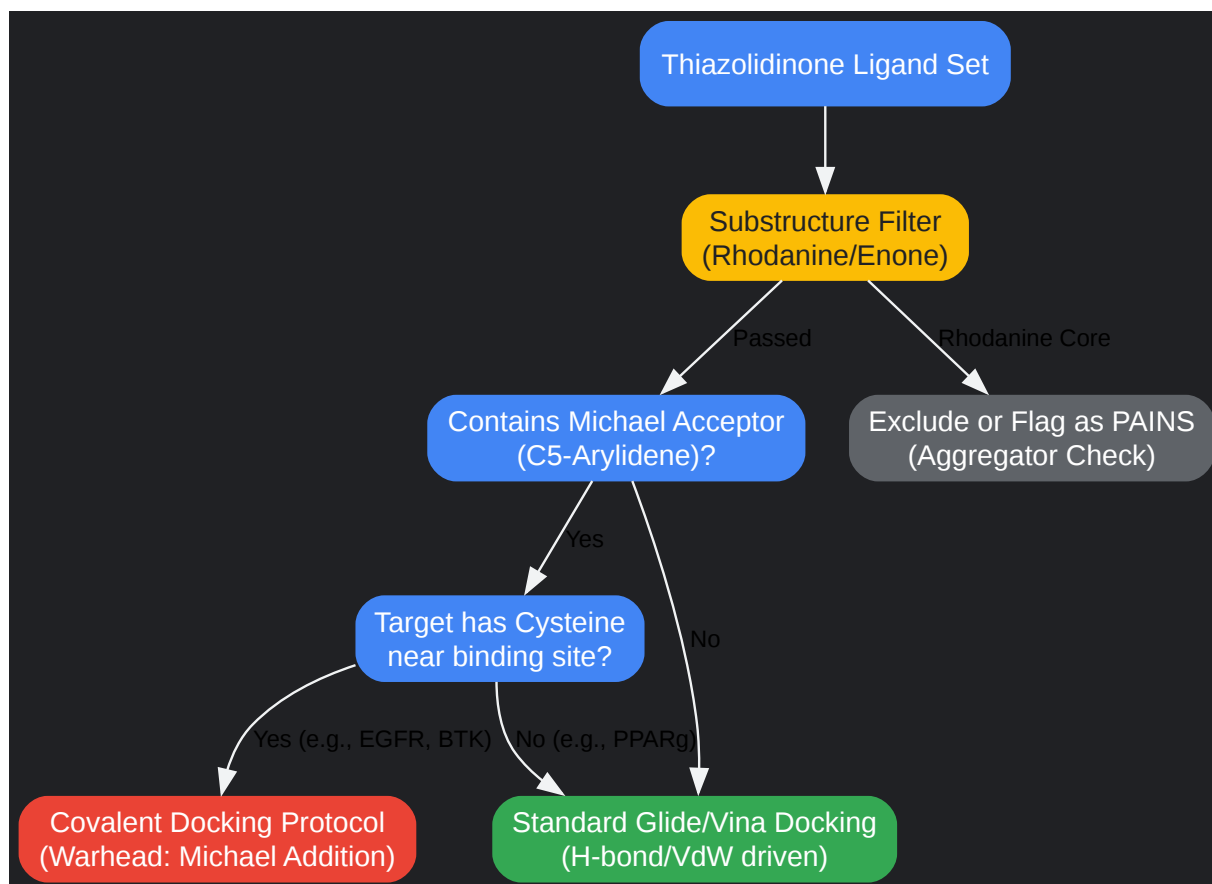 Thiazolidinone Ligand Set
Substructure Filter
(Rhodanine/Enone)
Passed
Rhodanine Core
Contains Michael Acceptor
(C5-Arylidene)?
Exclude or Flag as PAINS
(Aggregator Check)
Yes
Target has Cysteine
near binding site?
No
Yes (e.g., EGFR, BTK)
No (e.g., PPARg)
Covalent Docking Protocol
(Warhead: Michael Addition)
Standard Glide/Vina Docking
(H-bond/VdW driven)